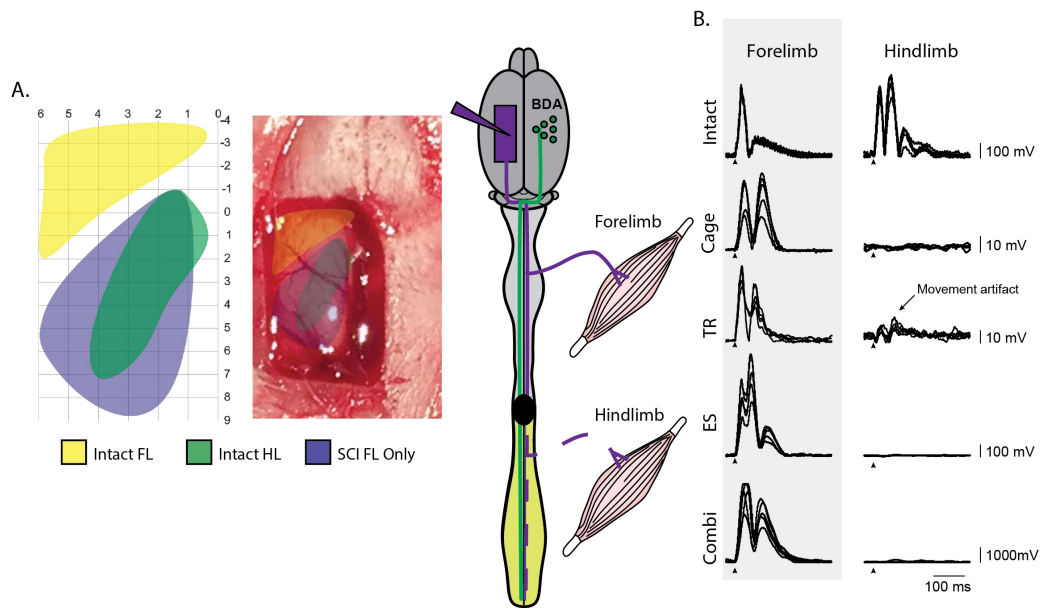 A.
6 5 4 3 2 1 0
-4
-3
-2
-1
0
1
2
3
4
5
6
7
8
9
Intact FL
Intact HL
SCI FL Only
BDA
Forelimb
Hindlimb
B.
Forelimb Hindlimb
Intact
100 mV
Cage
10 mV
TR
Movement artifact
10 mV
ES
100 mV
Combi
1000mV
100 ms